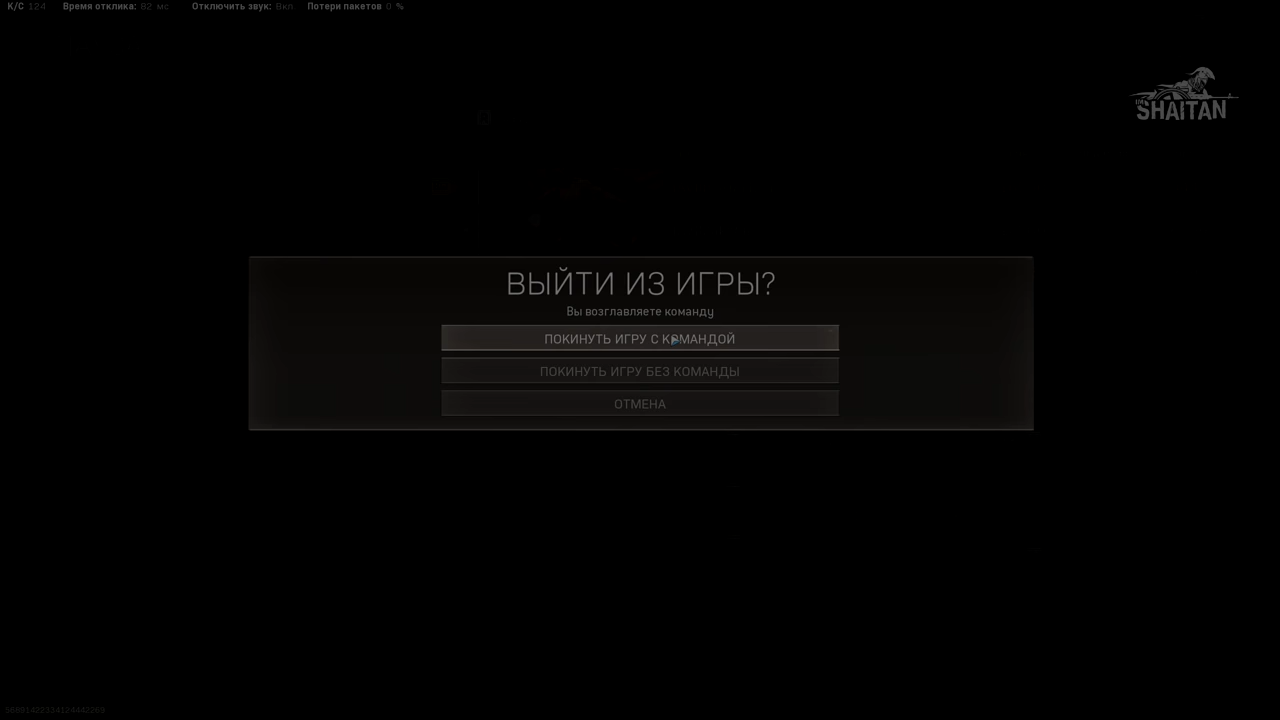 К/С 124 Время отклика: 82 мс Отключить звук: Вкл Потери пакетов 0 %
SHAITAN
ВЫЙТИ ИЗ ИГРЫ?
Вы возглавляете команду
ПОКИНУТЬ ИГРУ С КОМАНДОЙ
ПОКИНУТЬ ИГРУ БЕЗ КОМАНДЫ
ОТМЕНА